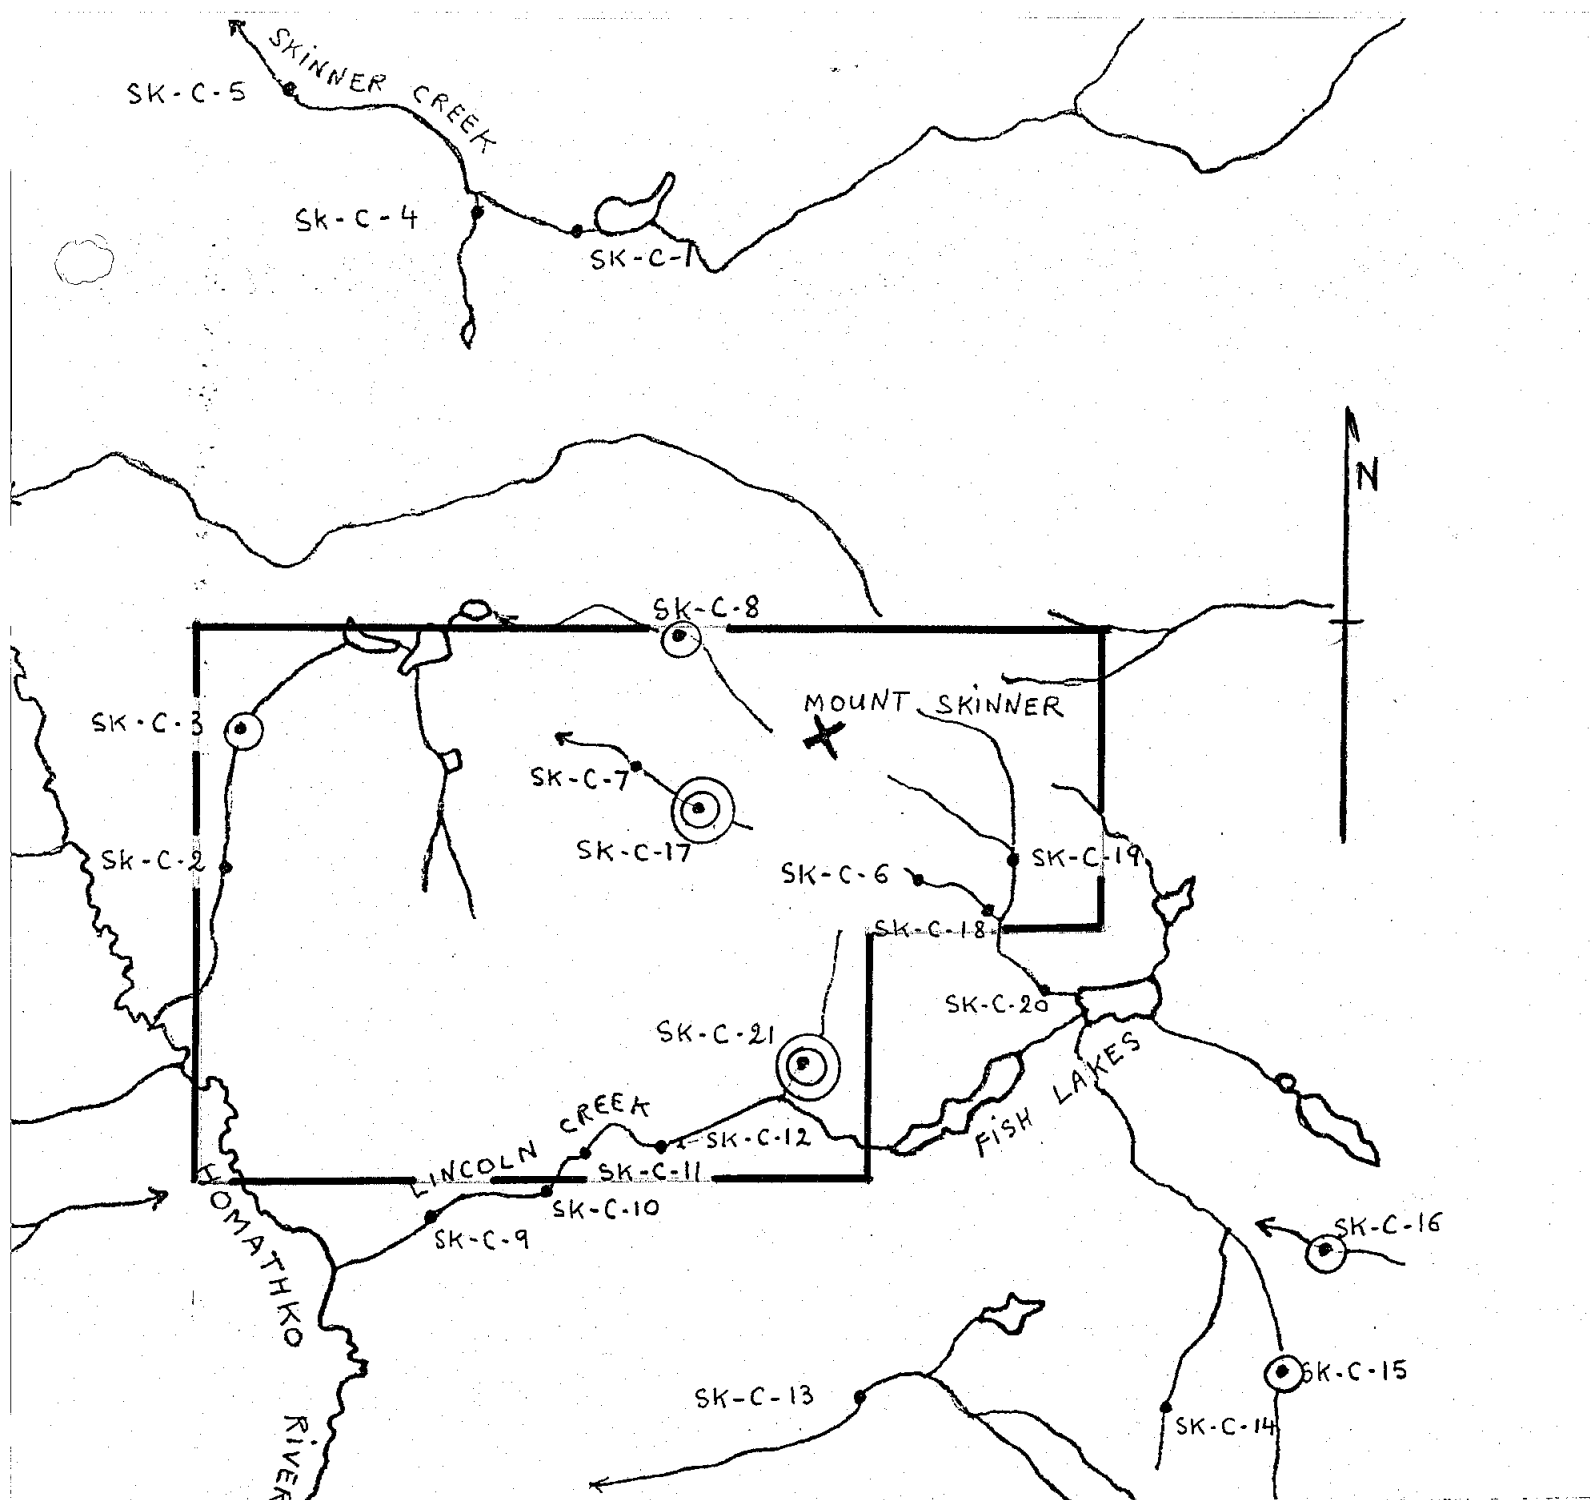 SKINNER CREEK
SK-C-5
SK-C-4
SK-C-1
N
SK-C-8
MOUNT SKINNER
SK-C-3
SK-C-7
SK-C-17
SK-C-2
SK-C-19
SK-C-6
SK-C-18
SK-C-20
SK-C-21
FISH LAKES
LINCOLN CREEK
SK-C-12
SK-C-11
SK-C-10
SK-C-9
HOMATHKO RIVER
SK-C-16
SK-C-15
SK-C-13
SK-C-14